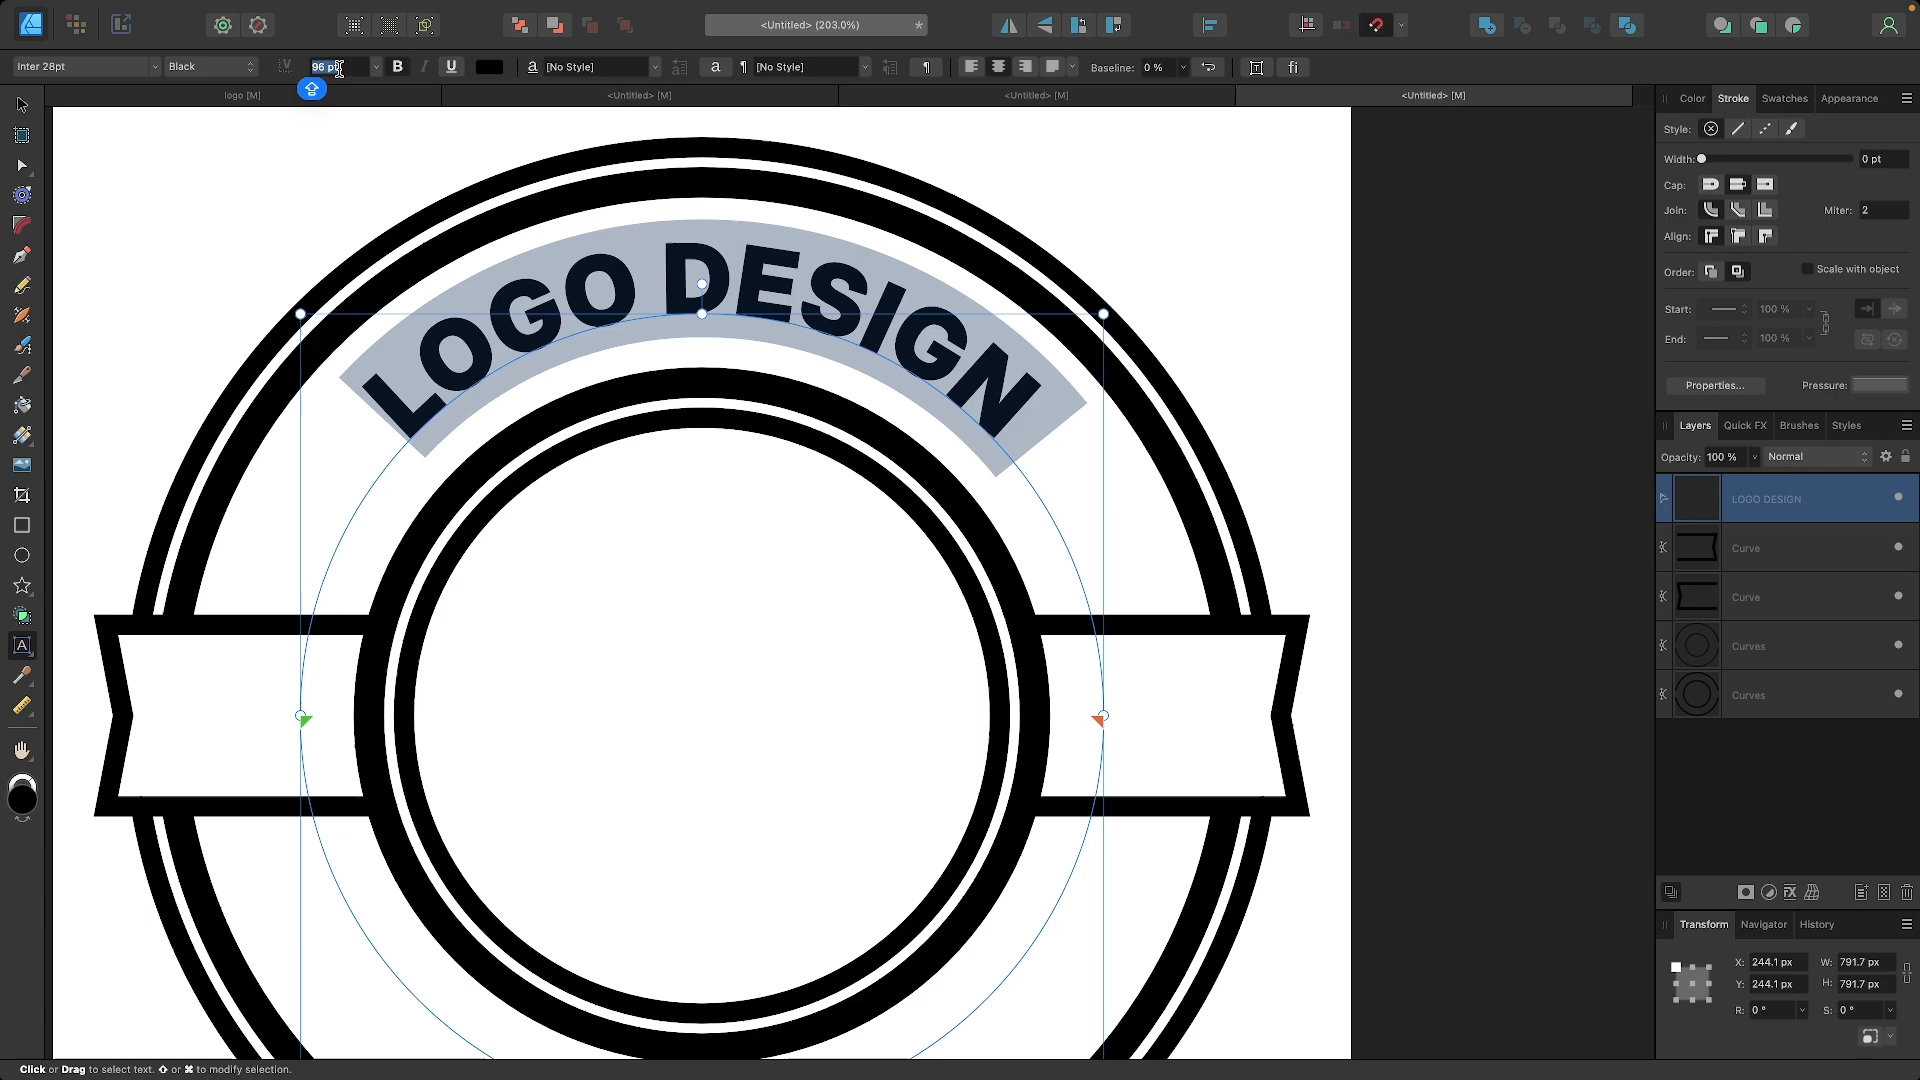 <Untitled> (203.0%)
*
Inter 28pt
Black
96 pt
B
I
U
a
[No Style]
a
¶
[No Style]
¶
Baseline:
0 %
fi
logo [M]
<Untitled> [M]
<Untitled> [M]
<Untitled> [M]
LOGO DESIGN
A
Color
Stroke
Swatches
Appearance
Style:
Width:
0 pt
Cap:
Join:
Miter:
2
Align:
Order:
Scale with object
Start:
100 %
End:
100 %
Properties...
Pressure:
Layers
Quick FX
Brushes
Styles
Opacity:
100 %
Normal
LOGO DESIGN
Curve
Curve
Curves
Curves
Transform
Navigator
History
X: 244.1 px
W: 791.7 px
Y: 244.1 px
H: 791.7 px
R: 0 °
S: 0 °
Click or Drag to select text. ⇧ or ⌘ to modify selection.